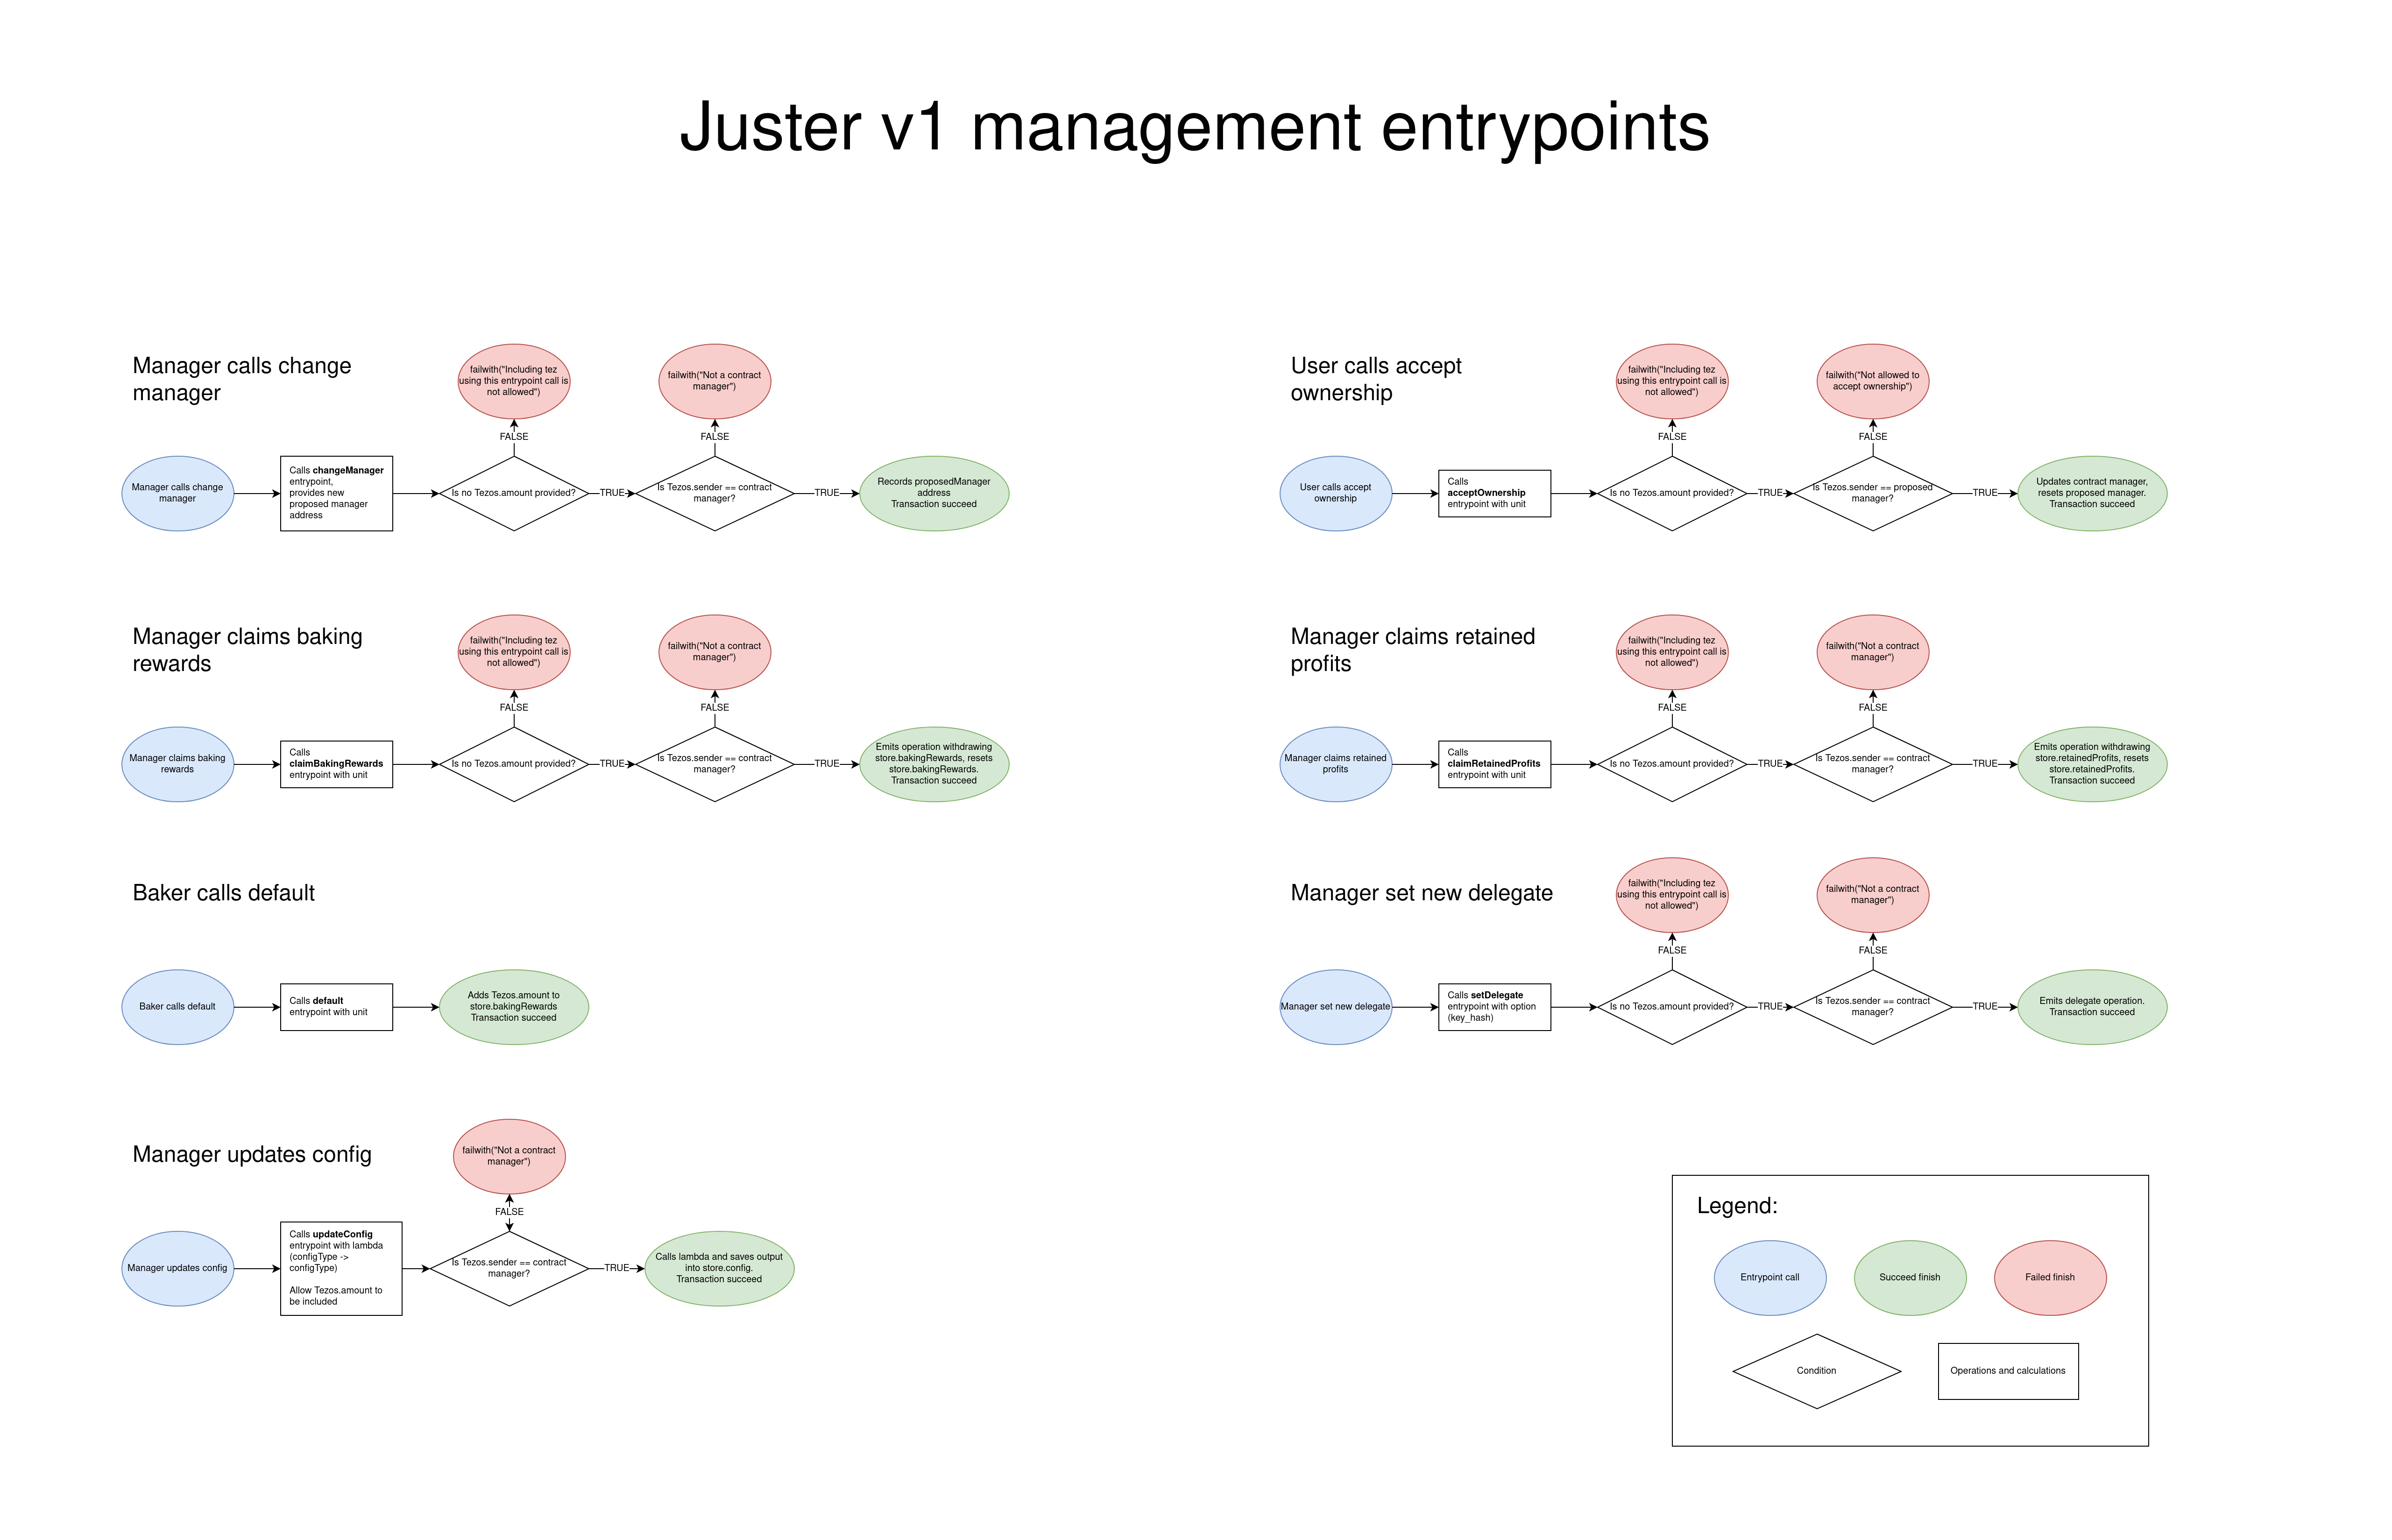 Juster v1 management entrypoints
Manager calls change
manager
failwith("Including tez
using this entrypoint call is
not allowed")
failwith("Not a contract
manager")
FALSE
FALSE
Manager calls change
manager
Calls changeManager
entrypoint,
provides new
proposed manager
address
Is no Tezos.amount provided?
TRUE
Is Tezos.sender == contract
manager?
TRUE
Records proposedManager
address
Transaction succeed
User calls accept
ownership
failwith("Including tez
using this entrypoint call is
not allowed")
failwith("Not allowed to
accept ownership")
FALSE
FALSE
User calls accept
ownership
Calls
acceptOwnership
entrypoint with unit
Is no Tezos.amount provided?
TRUE
Is Tezos.sender == proposed
manager?
TRUE
Updates contract manager,
resets proposed manager.
Transaction succeed
Manager claims baking
rewards
failwith("Including tez
using this entrypoint call is
not allowed")
failwith("Not a contract
manager")
FALSE
FALSE
Manager claims baking
rewards
Calls
claimBakingRewards
entrypoint with unit
Is no Tezos.amount provided?
TRUE
Is Tezos.sender == contract
manager?
TRUE
Emits operation withdrawing
store.bakingRewards, resets
store.bakingRewards.
Transaction succeed
Manager claims retained
profits
failwith("Including tez
using this entrypoint call is
not allowed")
failwith("Not a contract
manager")
FALSE
FALSE
Manager claims retained
profits
Calls
claimRetainedProfits
entrypoint with unit
Is no Tezos.amount provided?
TRUE
Is Tezos.sender == contract
manager?
TRUE
Emits operation withdrawing
store.retainedProfits, resets
store.retainedProfits.
Transaction succeed
Baker calls default
Baker calls default
Calls default
entrypoint with unit
Adds Tezos.amount to
store.bakingRewards
Transaction succeed
Manager set new delegate
failwith("Including tez
using this entrypoint call is
not allowed")
failwith("Not a contract
manager")
FALSE
FALSE
Manager set new delegate
Calls setDelegate
entrypoint with option
(key_hash)
Is no Tezos.amount provided?
TRUE
Is Tezos.sender == contract
manager?
TRUE
Emits delegate operation.
Transaction succeed
Manager updates config
failwith("Not a contract
manager")
FALSE
Manager updates config
Calls updateConfig
entrypoint with lambda
(configType ->
configType)
Allow Tezos.amount to
be included
Is Tezos.sender == contract
manager?
TRUE
Calls lambda and saves output
into store.config.
Transaction succeed
Legend:
Entrypoint call
Succeed finish
Failed finish
Condition
Operations and calculations